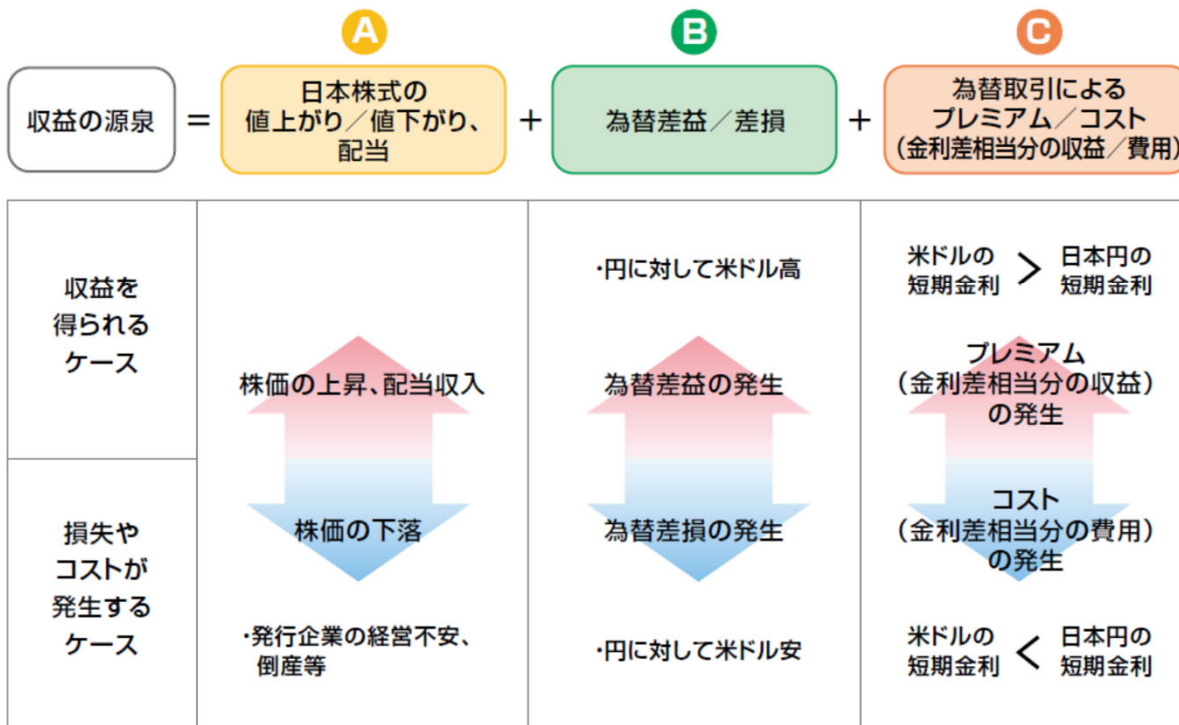 A
B
C
収益の源泉
=
日本株式の
値上がり／値下がり、
配当
+
為替差益／差損
+
為替取引による
プレミアム／コスト
(金利差相当分の収益／費用)
収益を
得られる
ケース
株価の上昇、配当収入
・円に対して米ドル高
為替差益の発生
米ドルの
短期金利
>
日本円の
短期金利
プレミアム
(金利差相当分の収益)
の発生
損失や
コストが
発生する
ケース
株価の下落
・発行企業の経営不安、
倒産等
為替差損の発生
・円に対して米ドル安
コスト
(金利差相当分の費用)
の発生
米ドルの
短期金利
<
日本円の
短期金利